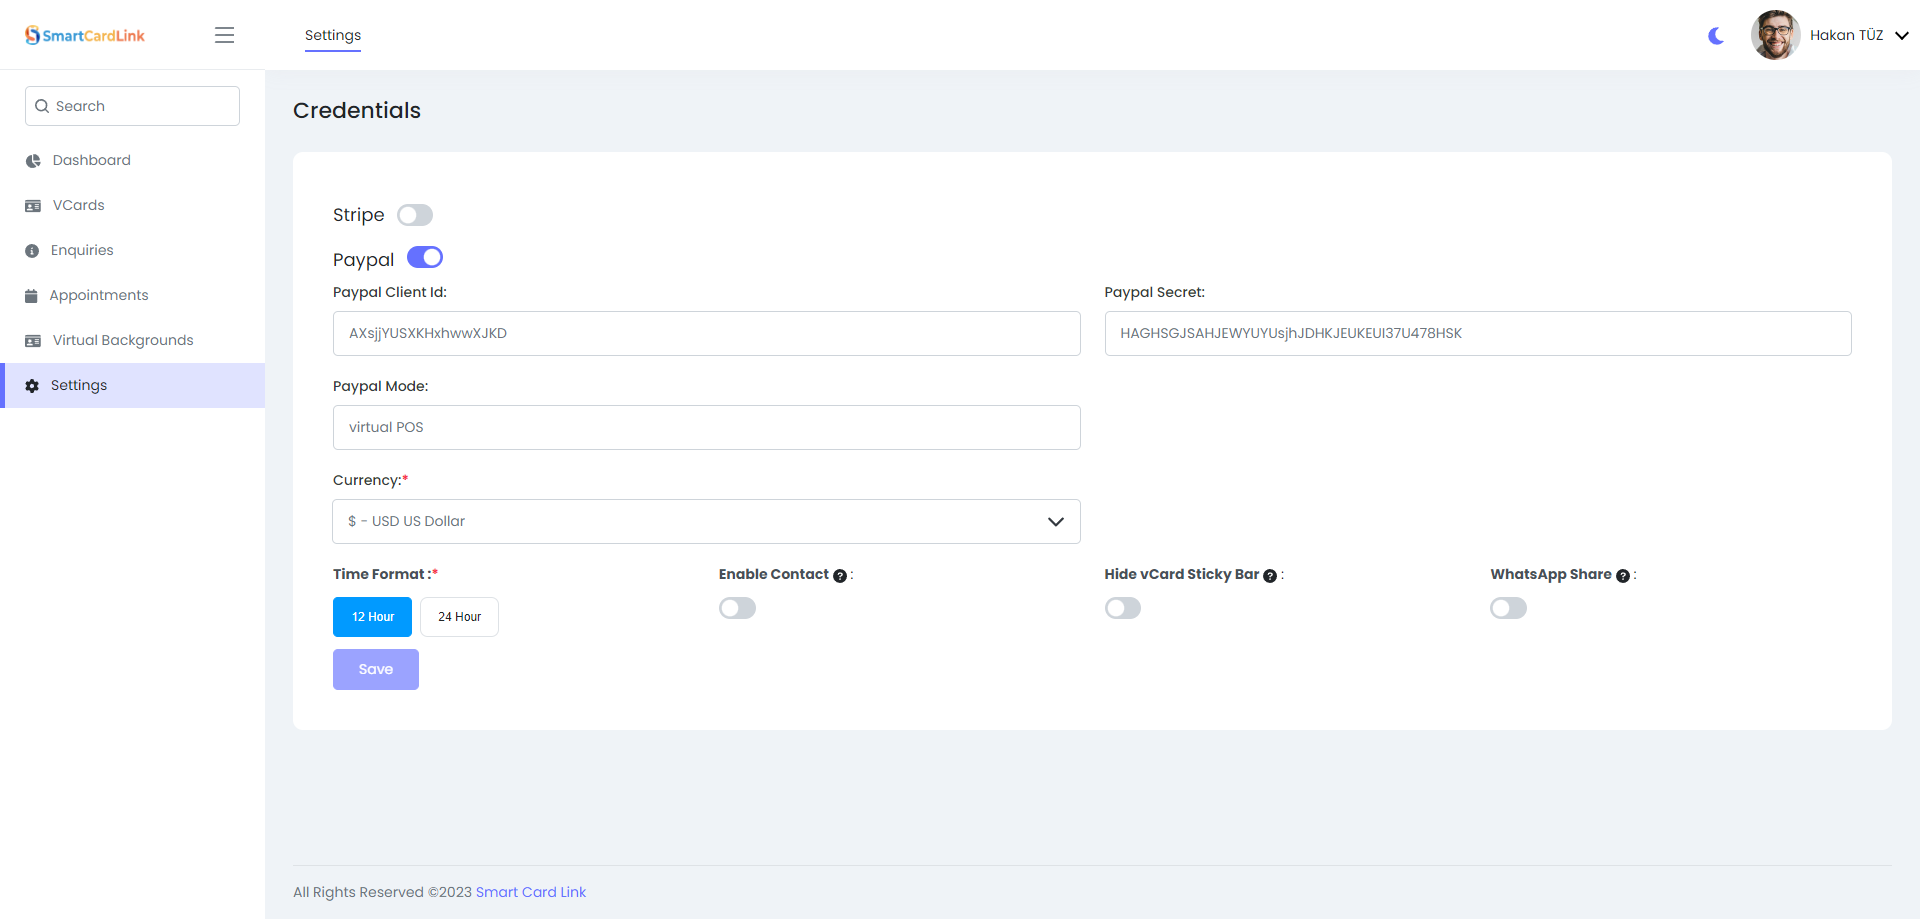 SmartCardLink
Settings
Hakan TÜZ
Search
Dashboard
VCards
Enquiries
Appointments
Virtual Backgrounds
Settings
Credentials
Stripe
Paypal
Paypal Client Id:
AXsjjYUSXKHxhwwXJKD
Paypal Secret:
HAGHSGJSAHJEWYUYUsjhJDHKJEUKEUI37U478HSK
Paypal Mode:
virtual POS
Currency:*
$ - USD US Dollar
Time Format :*
12 Hour
24 Hour
Enable Contact ? :
Hide vCard Sticky Bar ? :
WhatsApp Share ? :
Save
All Rights Reserved ©2023 Smart Card Link